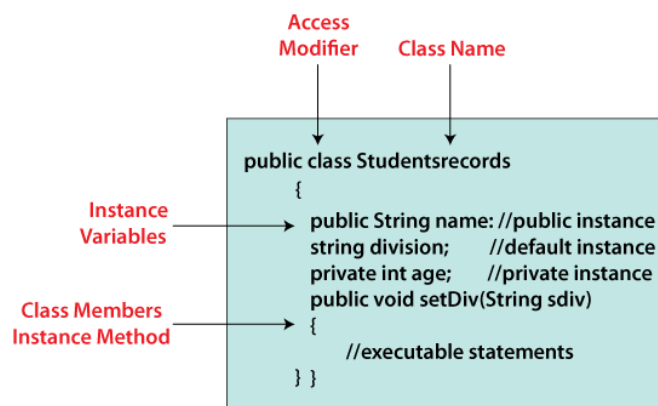 Access
Modifier
Class Name
public class Studentsrecords
{
Instance
Variables
public String name: //public instance
string division; //default instance
private int age; //private instance
public void setDiv(String sdiv)
Class Members
Instance Method
{
//executable statements
} }